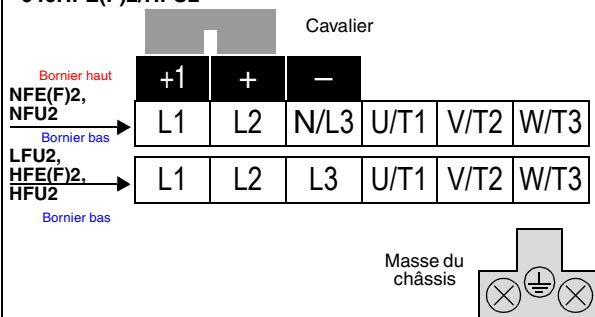 Cavalier
Bornier haut
+1 + −
NFE(F)2,
NFU2
L1 L2 N/L3 U/T1 V/T2 W/T3
Bornier bas
LFU2,
HFE(F)2,
HFU2
L1 L2 L3 U/T1 V/T2 W/T3
Bornier bas
Masse du
châssis